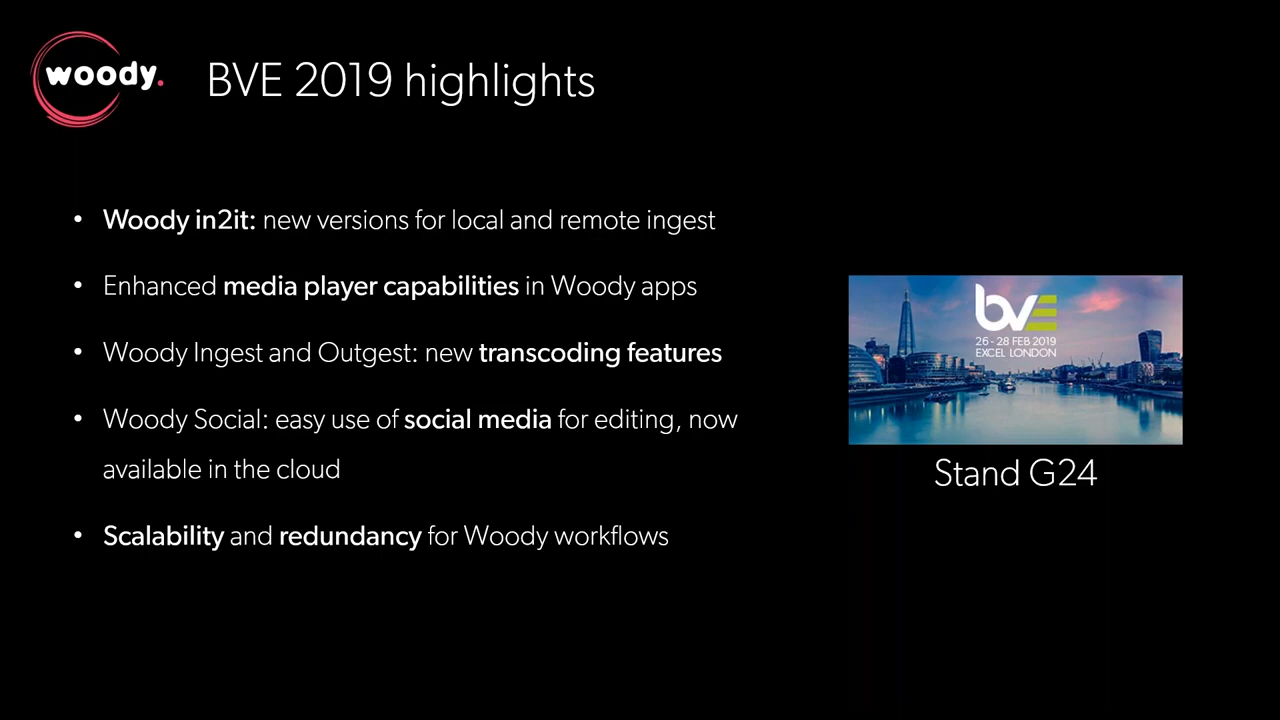 woody.
BVE 2019 highlights
• Woody in2it: new versions for local and remote ingest
• Enhanced media player capabilities in Woody apps
• Woody Ingest and Outgest: new transcoding features
• Woody Social: easy use of social media for editing, now
available in the cloud
• Scalability and redundancy for Woody workflows
bve
26 - 28 FEB 2019
EXCEL LONDON
Stand G24